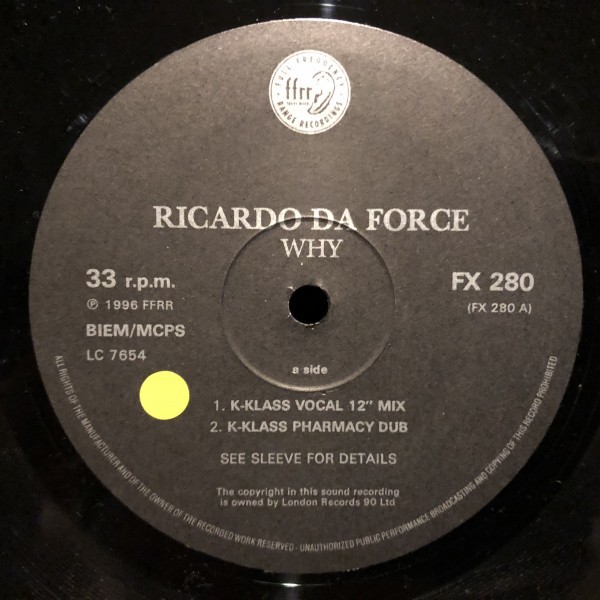 FULL FREQUENCY
ffrr
RANGE RECORDINGS
RICARDO DA FORCE
WHY
33 r.p.m.
FX 280
℗ 1996 FFRR
(FX 280 A)
BIEM/MCPS
LC 7654
a side
1. K-KLASS VOCAL 12" MIX
2. K-KLASS PHARMACY DUB
SEE SLEEVE FOR DETAILS
The copyright in this sound recording
is owned by London Records 90 Ltd
ALL RIGHTS OF THE MANUFACTURER AND OF THE OWNER OF THE RECORDED WORK RESERVED - UNAUTHORIZED PUBLIC PERFORMANCE BROADCASTING AND COPYING OF THIS RECORD PROHIBITED